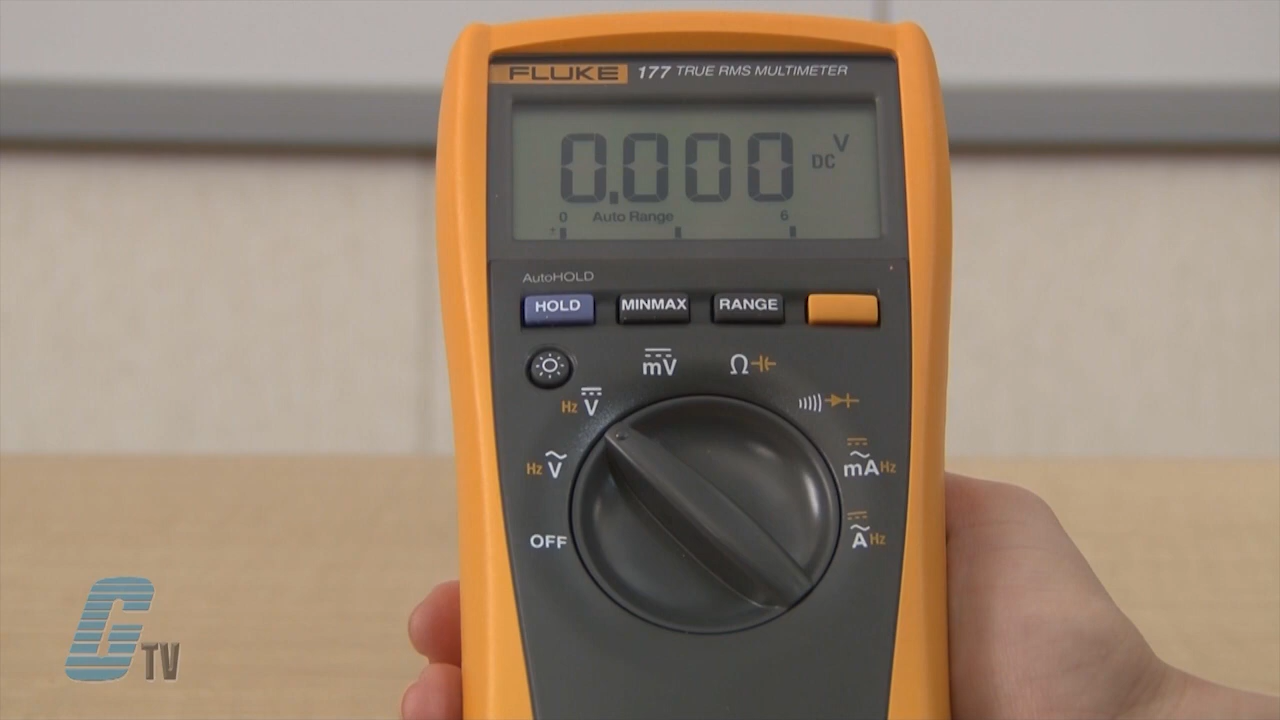 FLUKE 177 TRUE RMS MULTIMETER
0.000 DC V
0 Auto Range 6
±
AutoHOLD
HOLD MINMAX RANGE
mV Ω
Hz V
Hz V mA Hz
OFF A Hz
GTV